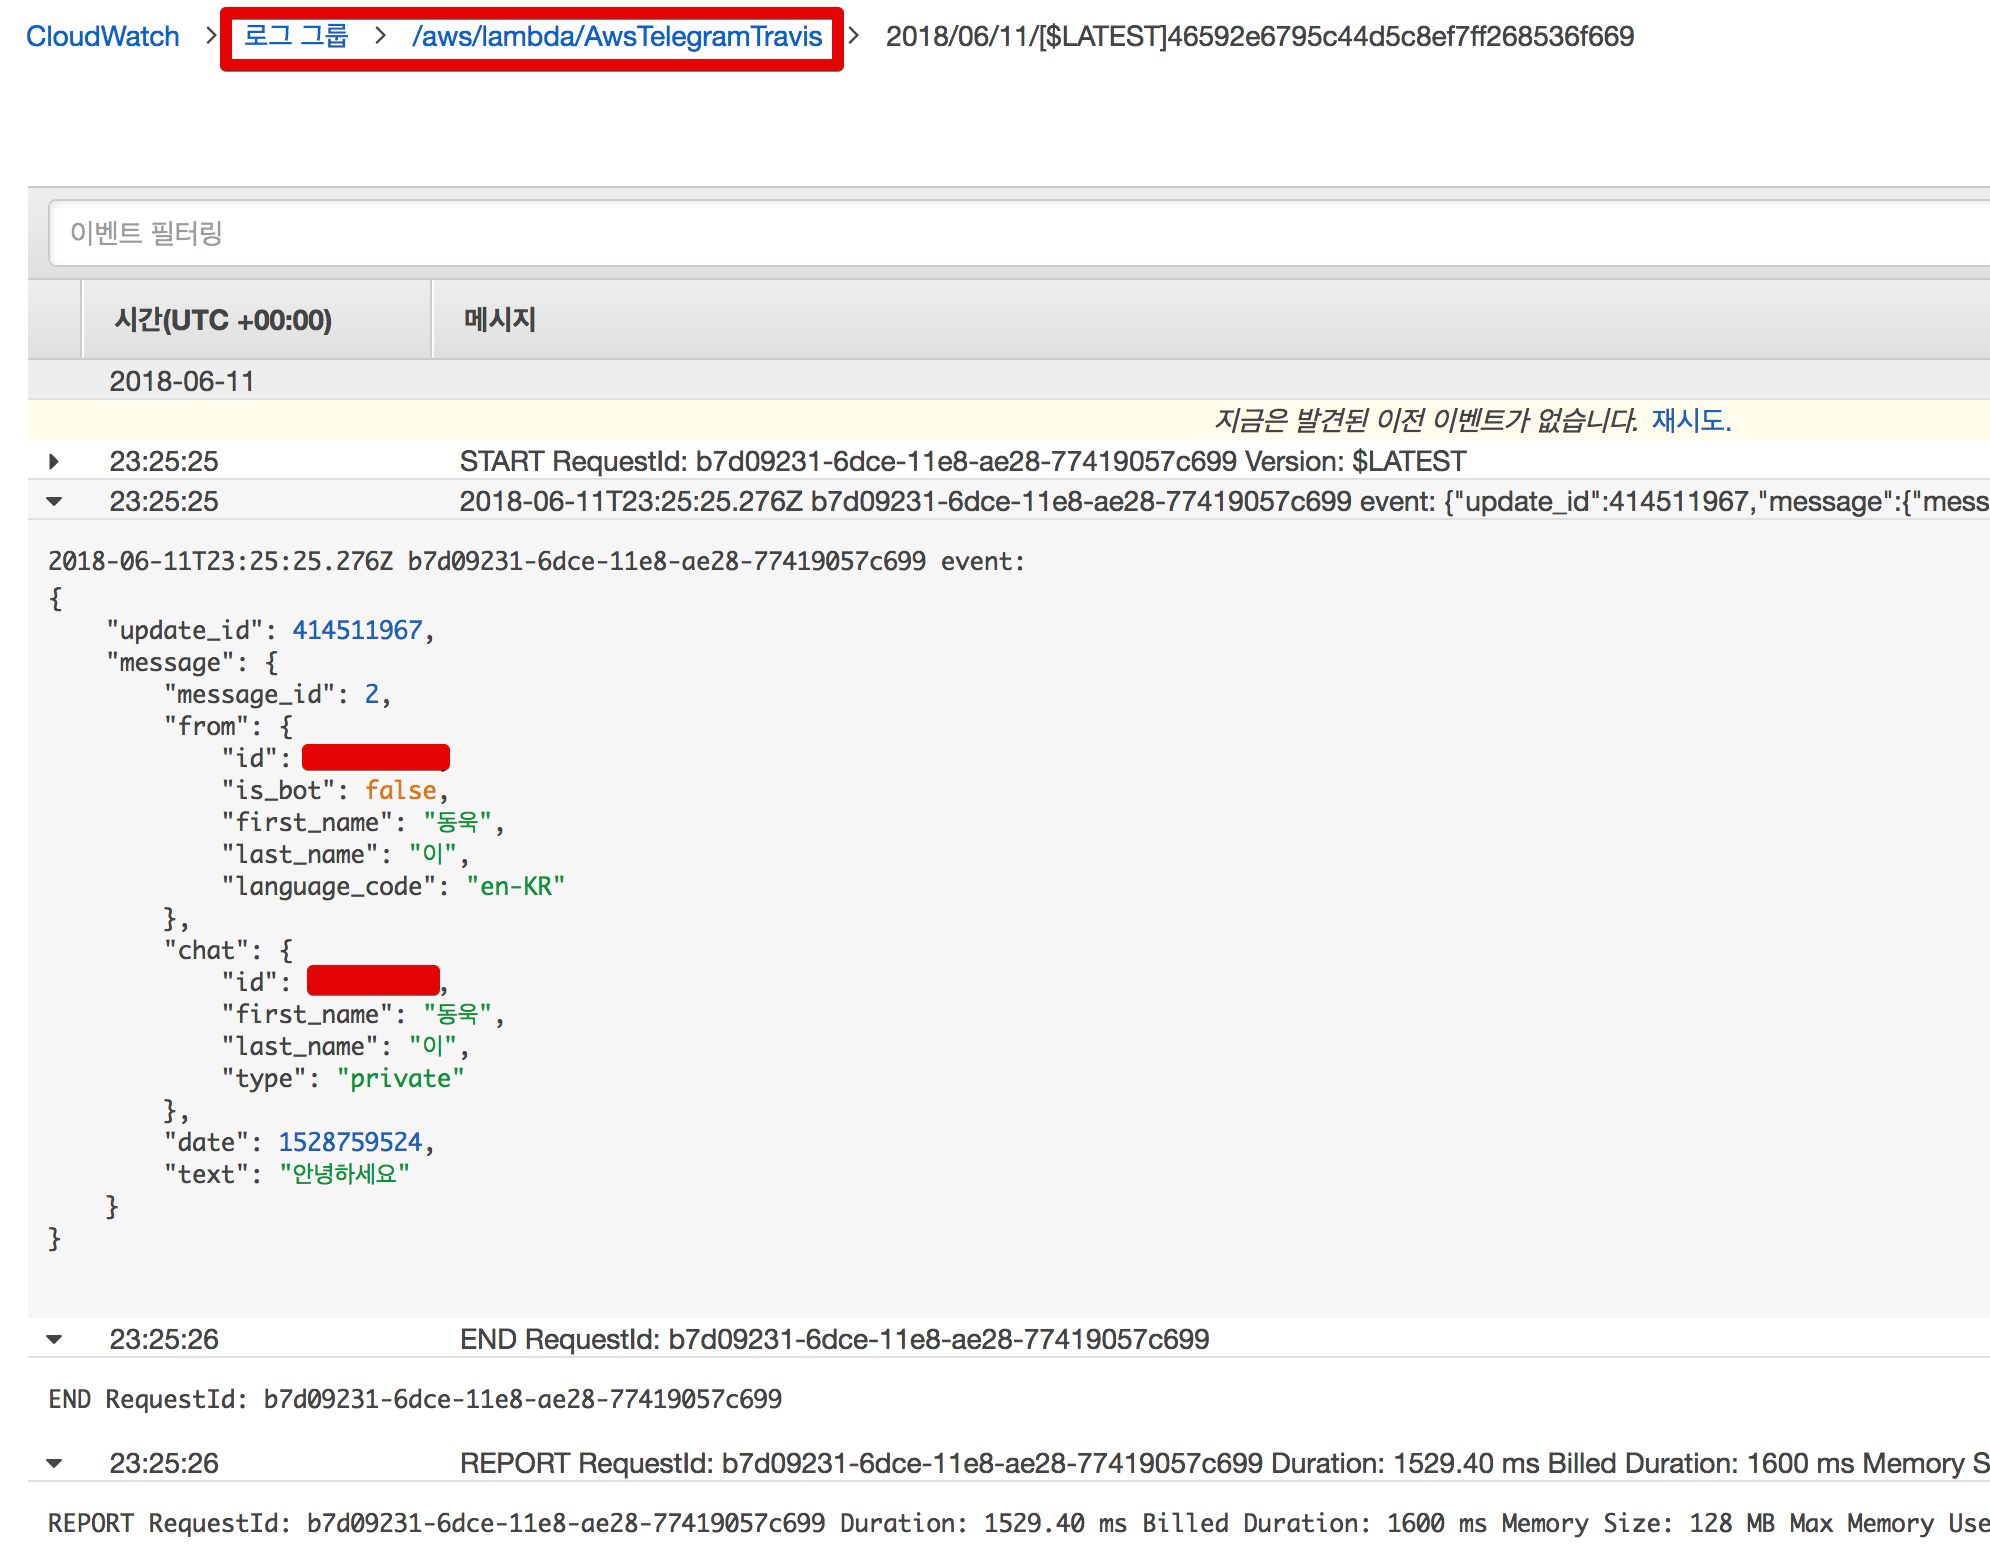 CloudWatch > 로그 그룹 > /aws/lambda/AwsTelegramTravis > 2018/06/11/[$LATEST]46592e6795c44d5c8ef7ff268536f669
이벤트 필터링
시간(UTC +00:00) 메시지
2018-06-11
지금은 발견된 이전 이벤트가 없습니다. 재시도.
23:25:25 START RequestId: b7d09231-6dce-11e8-ae28-77419057c699 Version: $LATEST
23:25:25 2018-06-11T23:25:25.276Z b7d09231-6dce-11e8-ae28-77419057c699 event: {"update_id":414511967,"message":{"mess
2018-06-11T23:25:25.276Z b7d09231-6dce-11e8-ae28-77419057c699 event:
{
"update_id": 414511967,
"message": {
"message_id": 2,
"from": {
"id":
"is_bot": false,
"first_name": "동욱",
"last_name": "이",
"language_code": "en-KR"
},
"chat": {
"id": ,
"first_name": "동욱",
"last_name": "이",
"type": "private"
},
"date": 1528759524,
"text": "안녕하세요"
}
}
23:25:26 END RequestId: b7d09231-6dce-11e8-ae28-77419057c699
END RequestId: b7d09231-6dce-11e8-ae28-77419057c699
23:25:26 REPORT RequestId: b7d09231-6dce-11e8-ae28-77419057c699 Duration: 1529.40 ms Billed Duration: 1600 ms Memory S
REPORT RequestId: b7d09231-6dce-11e8-ae28-77419057c699 Duration: 1529.40 ms Billed Duration: 1600 ms Memory Size: 128 MB Max Memory Use